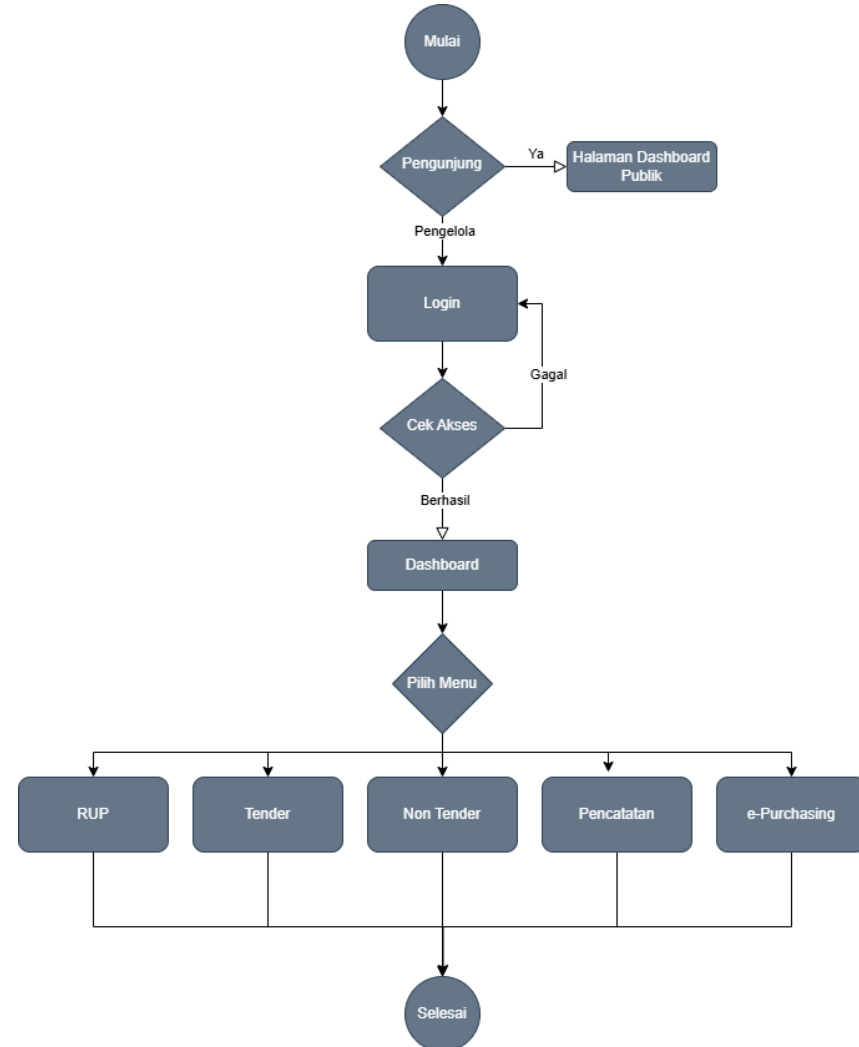 Mulai
Pengunjung
Ya
Halaman Dashboard
Publik
Pengelola
Login
Gagal
Cek Akses
Berhasil
Dashboard
Pilih Menu
RUP
Tender
Non Tender
Pencatatan
e-Purchasing
Selesai